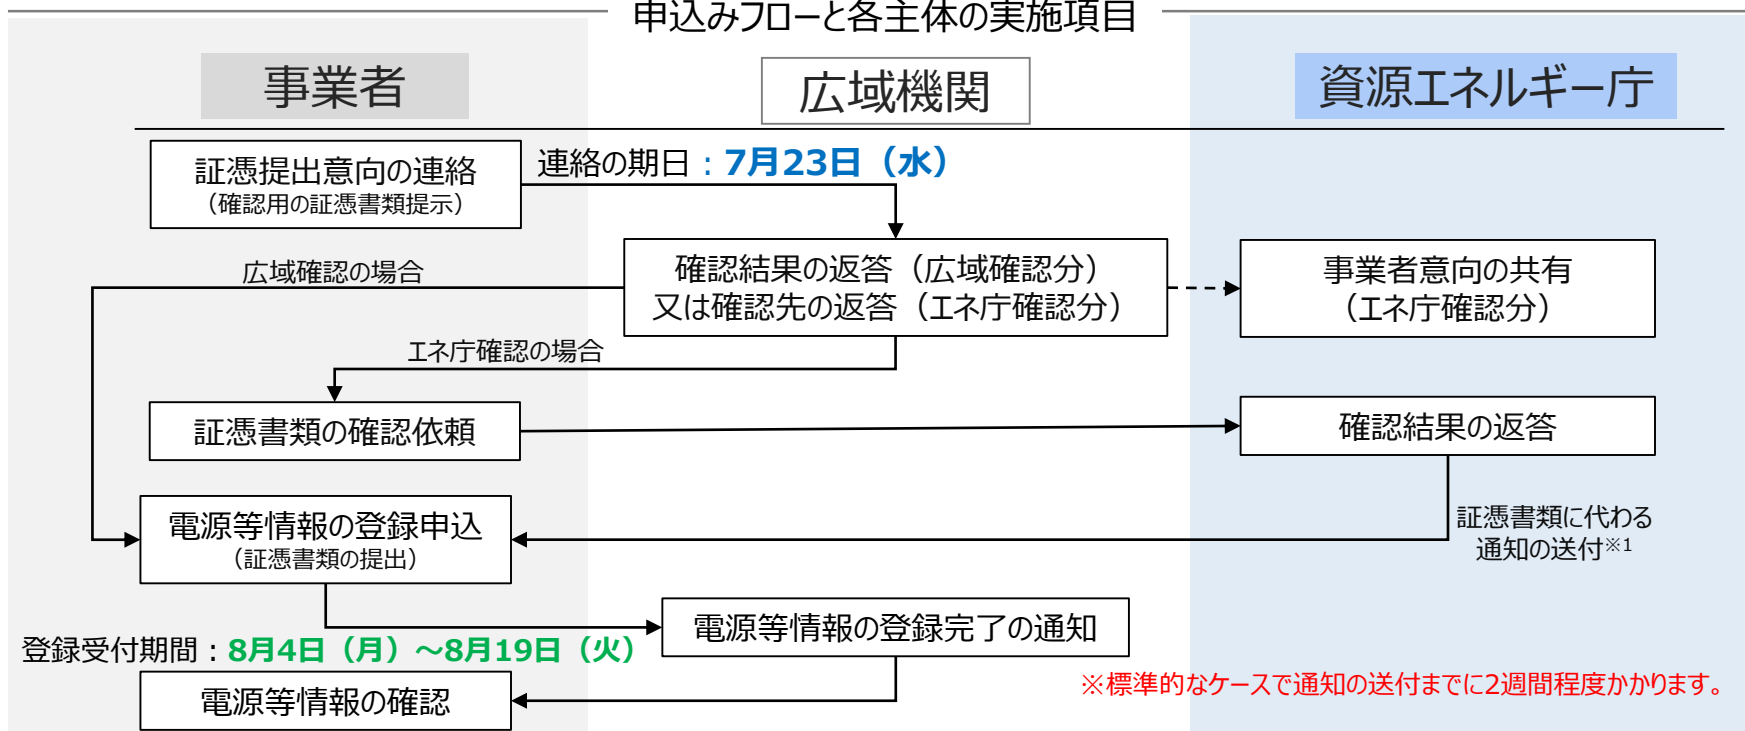 申込みフローと各主体の実施項目
事業者
広域機関
資源エネルギー庁
証憑提出意向の連絡
（確認用の証憑書類提示）
連絡の期日：7月23日（水）
確認結果の返答（広域確認分）
又は確認先の返答（エネ庁確認分）
事業者意向の共有
（エネ庁確認分）
広域確認の場合
エネ庁確認の場合
証憑書類の確認依頼
確認結果の返答
電源等情報の登録申込
（証憑書類の提出）
証憑書類に代わる
通知の送付※1
電源等情報の登録完了の通知
登録受付期間：8月4日（月）～8月19日（火）
電源等情報の確認
※標準的なケースで通知の送付までに2週間程度かかります。